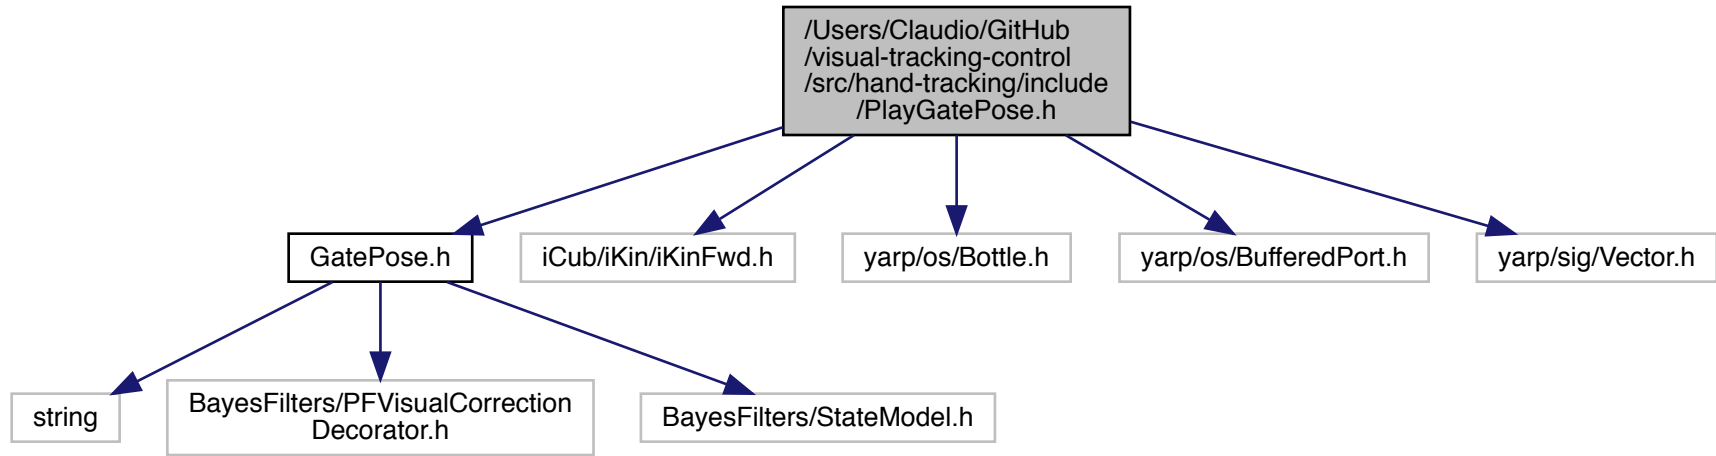 /Users/Claudio/GitHub
/visual-tracking-control
/src/hand-tracking/include
/PlayGatePose.h
GatePose.h
iCub/iKin/iKinFwd.h
yarp/os/Bottle.h
yarp/os/BufferedPort.h
yarp/sig/Vector.h
string
BayesFilters/PFVisualCorrection
Decorator.h
BayesFilters/StateModel.h